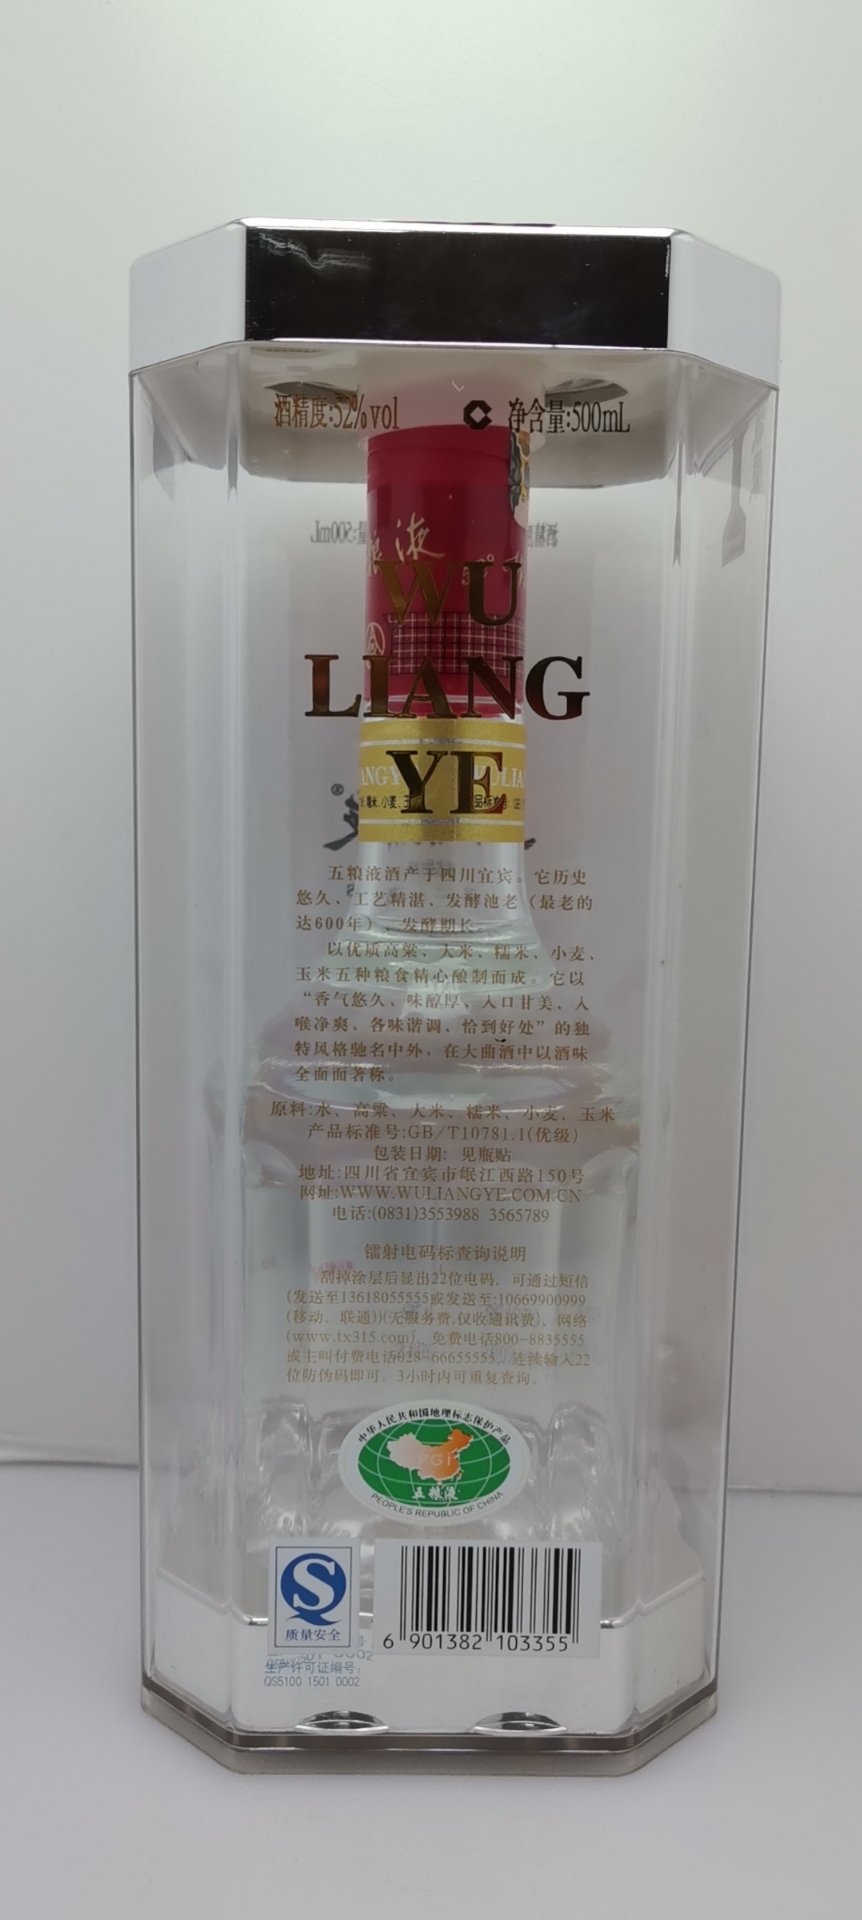 酒精度:52%vol 净含量:500mL
粮液
WU
LIANG
YE
五粮液酒产于四川宜宾。它历史
悠久、工艺精湛、发酵池老（最老的
达600年）、发酵期长。
以优质高粱、大米、糯米、小麦、
玉米五种粮食精心酿制而成。它以
“香气悠久、味醇厚、入口甘美、入
喉净爽、各味谐调、恰到好处”的独
特风格驰名中外，在大曲酒中以酒味
全面而著称。
原料:水、高粱、大米、糯米、小麦、玉米
产品标准号:GB/T10781.1(优级)
包装日期: 见瓶贴
地址:四川省宜宾市岷江西路150号
网址:WWW.WULIANGYE.COM.CN
电话:(0831)3553988 3565789
镭射电码标查询说明
刮掉涂层后显出22位电码，可通过短信
(发送至13618055555或发送至:10669900999
(移动、联通))(无服务费,仅收通讯费)、网络
(www.tx315.com)、免费电话800-8835555
或主叫付费电话028-66655555，连续输入22
位防伪码即可。3小时内可重复查询。
中华人民共和国地理标志保护产品
PGI
五粮液
PEOPLE'S REPUBLIC OF CHINA
质量安全
生产许可证编号:
QS5100 1501 0002
6 901382 103355